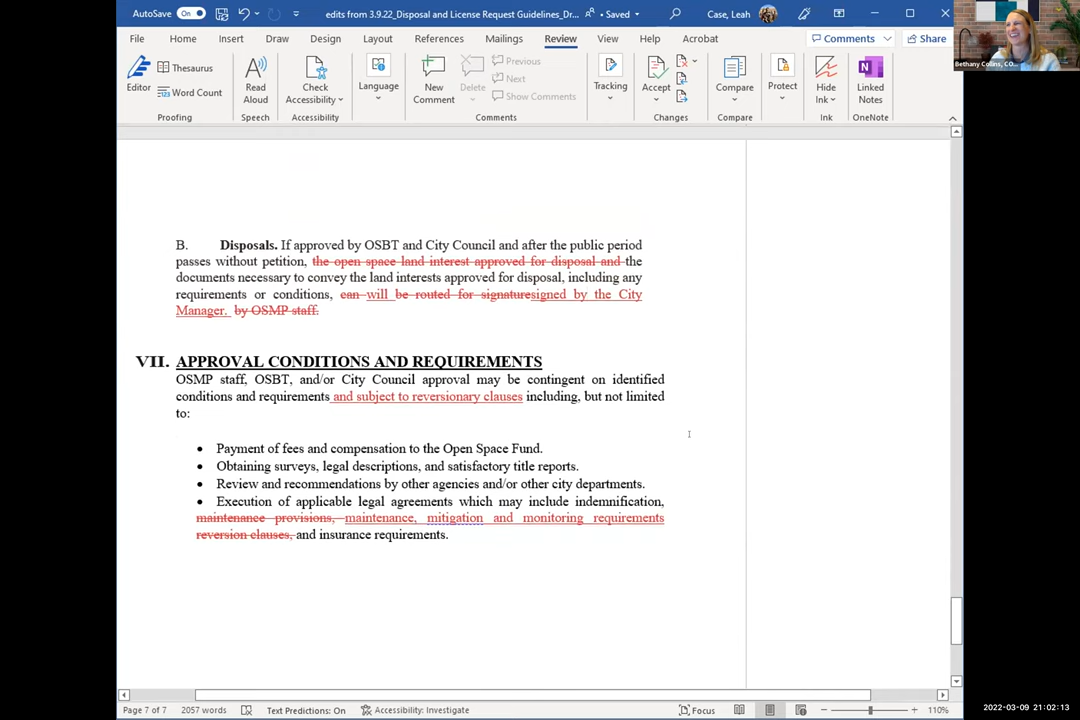 AutoSave On edits from 3.9.22_Disposal and License Request Guidelines_Dr... • Saved Case, Leah
File Home Insert Draw Design Layout References Mailings Review View Help Acrobat Comments Share
Bethany Collins, CO...
Editor Thesaurus Word Count Read Aloud Check Accessibility Language New Comment Delete Previous Next Show Comments Tracking Accept Compare Protect Hide Ink Linked Notes
Proofing Speech Accessibility Comments Changes Compare Ink OneNote
B. Disposals. If approved by OSBT and City Council and after the public period
passes without petition, the open space land interest approved for disposal and the
documents necessary to convey the land interests approved for disposal, including any
requirements or conditions, can will be routed for signaturesigned by the City
Manager. by OSMP staff.
VII. APPROVAL CONDITIONS AND REQUIREMENTS
OSMP staff, OSBT, and/or City Council approval may be contingent on identified
conditions and requirements and subject to reversionary clauses including, but not limited
to:
• Payment of fees and compensation to the Open Space Fund.
• Obtaining surveys, legal descriptions, and satisfactory title reports.
• Review and recommendations by other agencies and/or other city departments.
• Execution of applicable legal agreements which may include indemnification,
maintenance provisions, maintenance, mitigation and monitoring requirements
reversion clauses, and insurance requirements.
Page 7 of 7 2057 words Text Predictions: On Accessibility: Investigate Focus 110%
2022-03-09 21:02:13